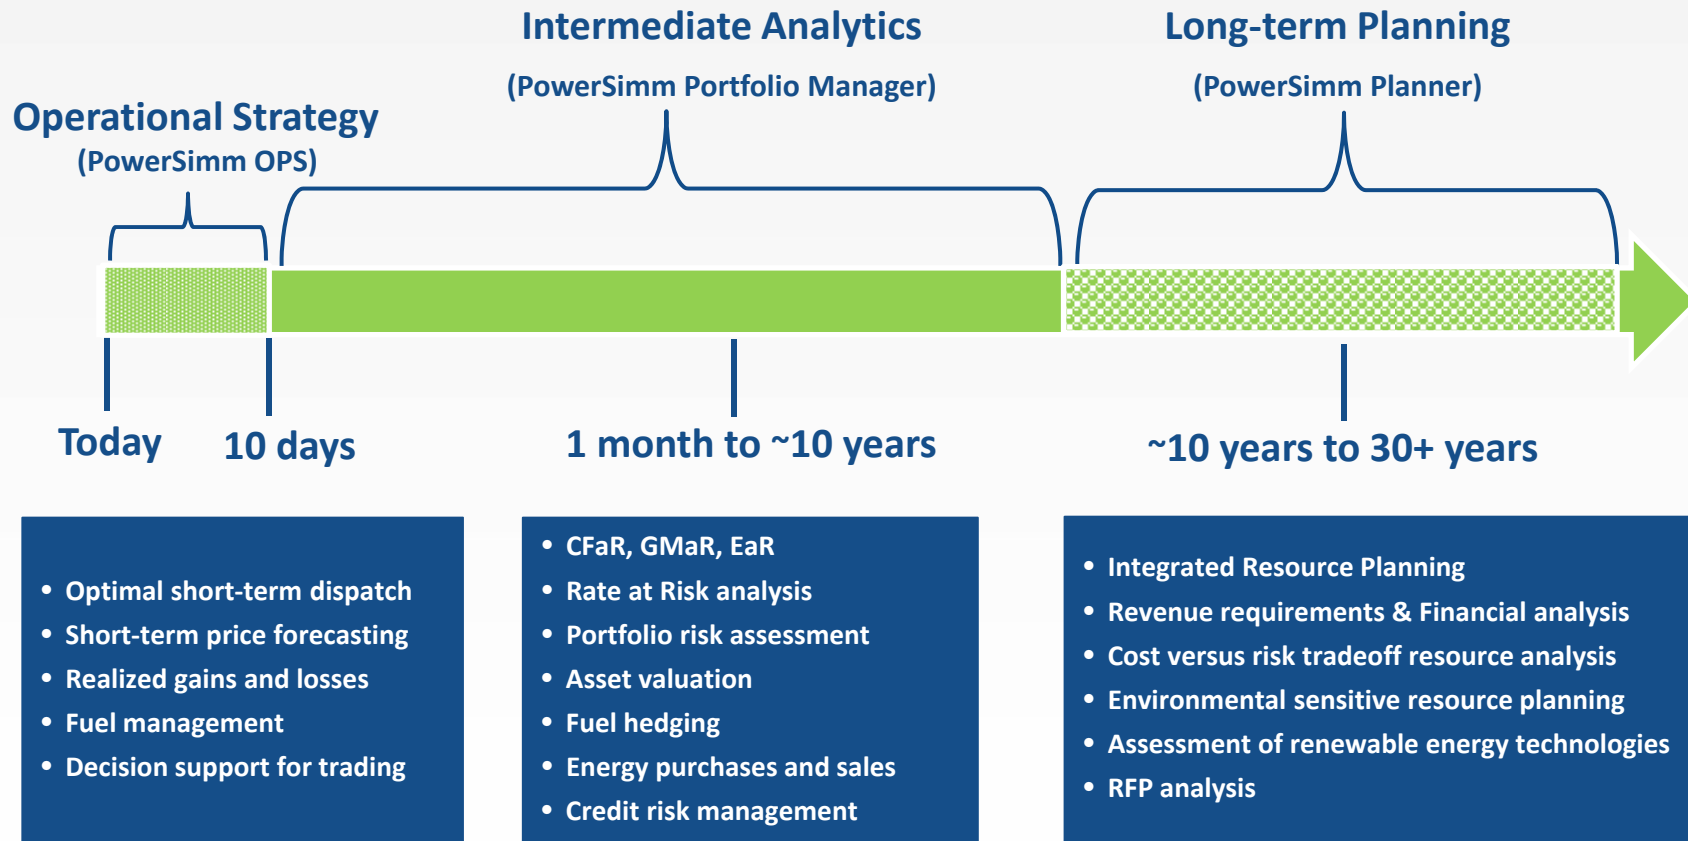 Operational Strategy
(PowerSimm OPS)
Intermediate Analytics
(PowerSimm Portfolio Manager)
Long-term Planning
(PowerSimm Planner)
Today
10 days
1 month to ~10 years
~10 years to 30+ years
• Optimal short-term dispatch
• Short-term price forecasting
• Realized gains and losses
• Fuel management
• Decision support for trading
• CFaR, GMaR, EaR
• Rate at Risk analysis
• Portfolio risk assessment
• Asset valuation
• Fuel hedging
• Energy purchases and sales
• Credit risk management
• Integrated Resource Planning
• Revenue requirements & Financial analysis
• Cost versus risk tradeoff resource analysis
• Environmental sensitive resource planning
• Assessment of renewable energy technologies
• RFP analysis